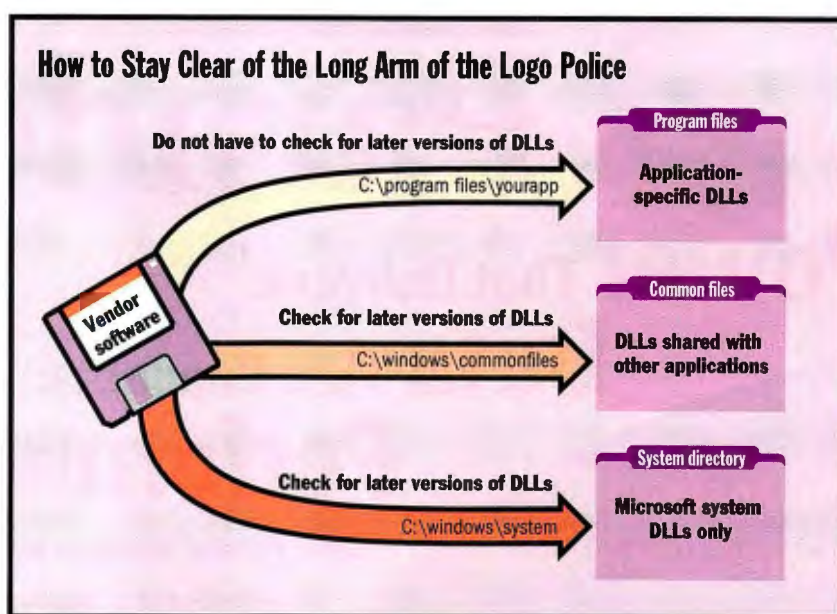 How to Stay Clear of the Long Arm of the Logo Police
Do not have to check for later versions of DLLs
C:\program files\yourapp
Program files
Application-
specific DLLs
Vendor
software
Check for later versions of DLLs
C:\windows\commonfiles
Common files
DLLs shared with
other applications
Check for later versions of DLLs
C:\windows\system
System directory
Microsoft system
DLLs only